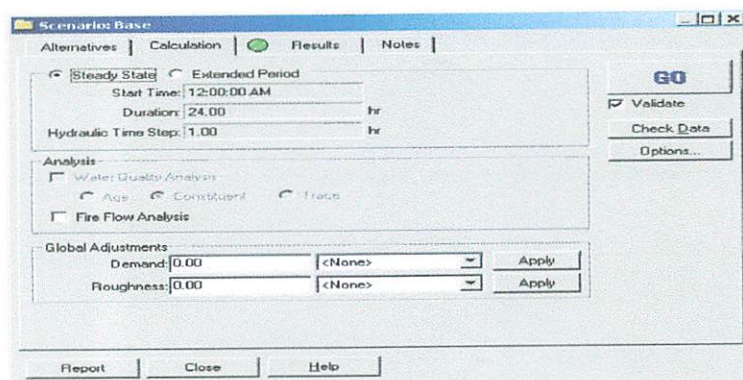 Scenario: Base
Alternatives Calculation Results Notes
Steady State Extended Period
Start Time: 12:00:00 AM
Duration: 24.00 hr
Hydraulic Time Step: 1.00 hr
GO
Validate
Check Data
Options...
Analysis
Water Quality Analysis
Age Constituent Trace
Fire Flow Analysis
Global Adjustments
Demand: 0.00 <None> Apply
Roughness: 0.00 <None> Apply
Report Close Help